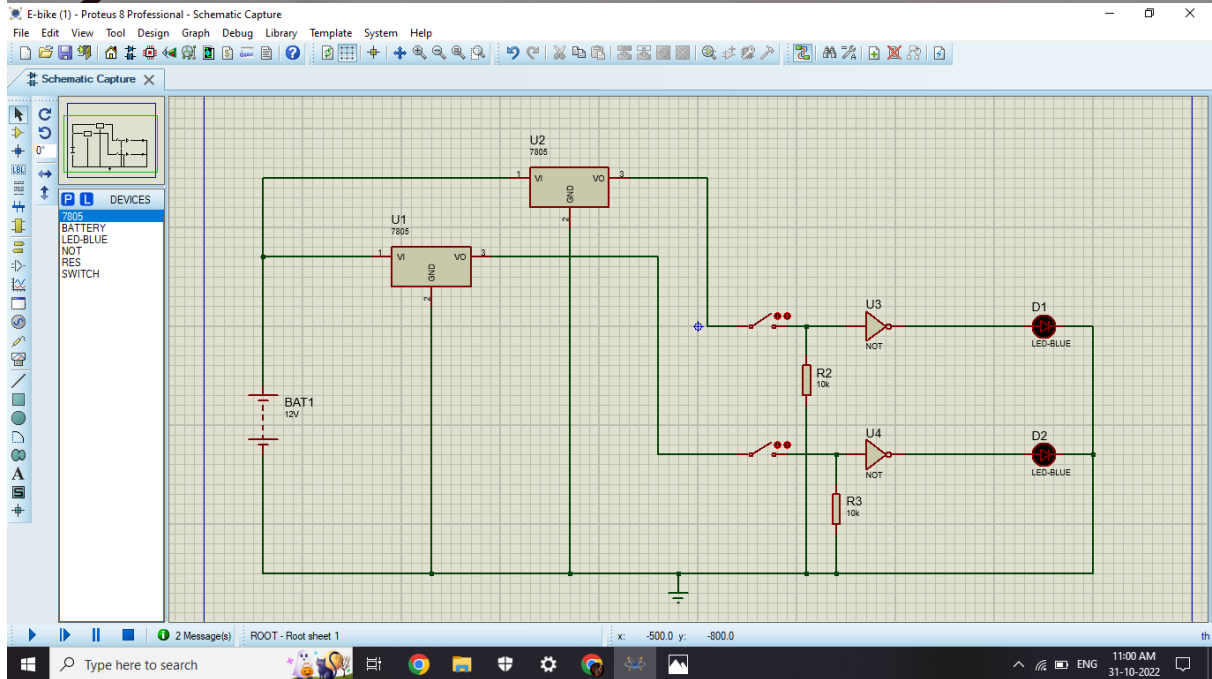 E-bike (1) - Proteus 8 Professional - Schematic Capture
File Edit View Tool Design Graph Debug Library Template System Help
Schematic Capture
0°
LBL
P L DEVICES
7805
BATTERY
LED-BLUE
NOT
RES
SWITCH
A
S
U2
7805
1 VI VO 3
GND
2
U1
7805
1 VI VO 3
GND
2
BAT1
12V
U3
NOT
D1
LED-BLUE
R2
10k
U4
NOT
D2
LED-BLUE
R3
10k
2 Message(s) ROOT - Root sheet 1 x: -500.0 y: -800.0 th
Type here to search
ENG
11:00 AM
31-10-2022